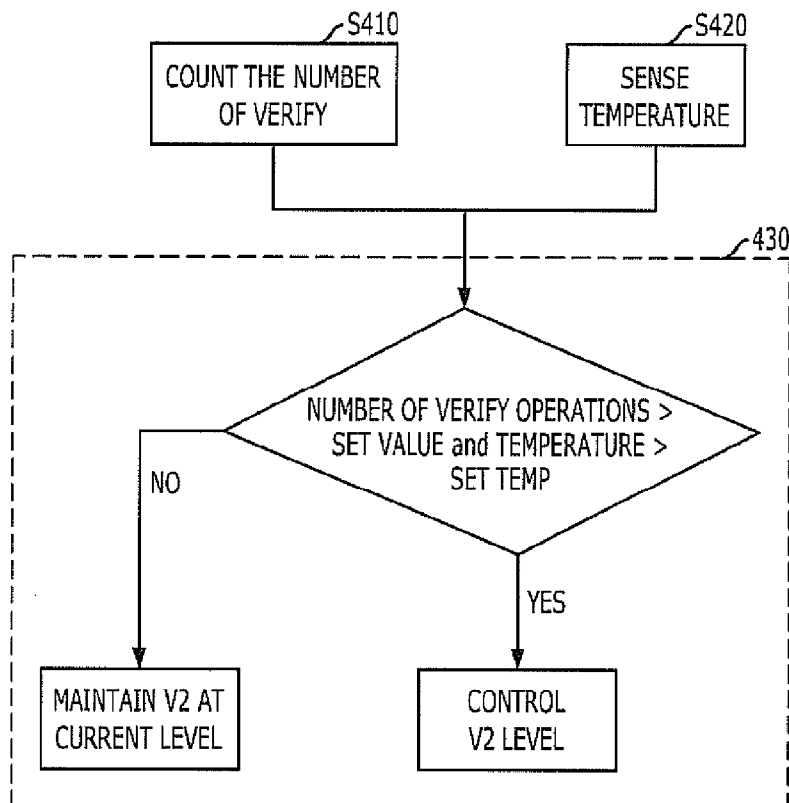 S410
COUNT THE NUMBER
OF VERIFY
S420
SENSE
TEMPERATURE
430
NUMBER OF VERIFY OPERATIONS >
SET VALUE and TEMPERATURE >
SET TEMP
NO
YES
MAINTAIN V2 AT
CURRENT LEVEL
CONTROL
V2 LEVEL